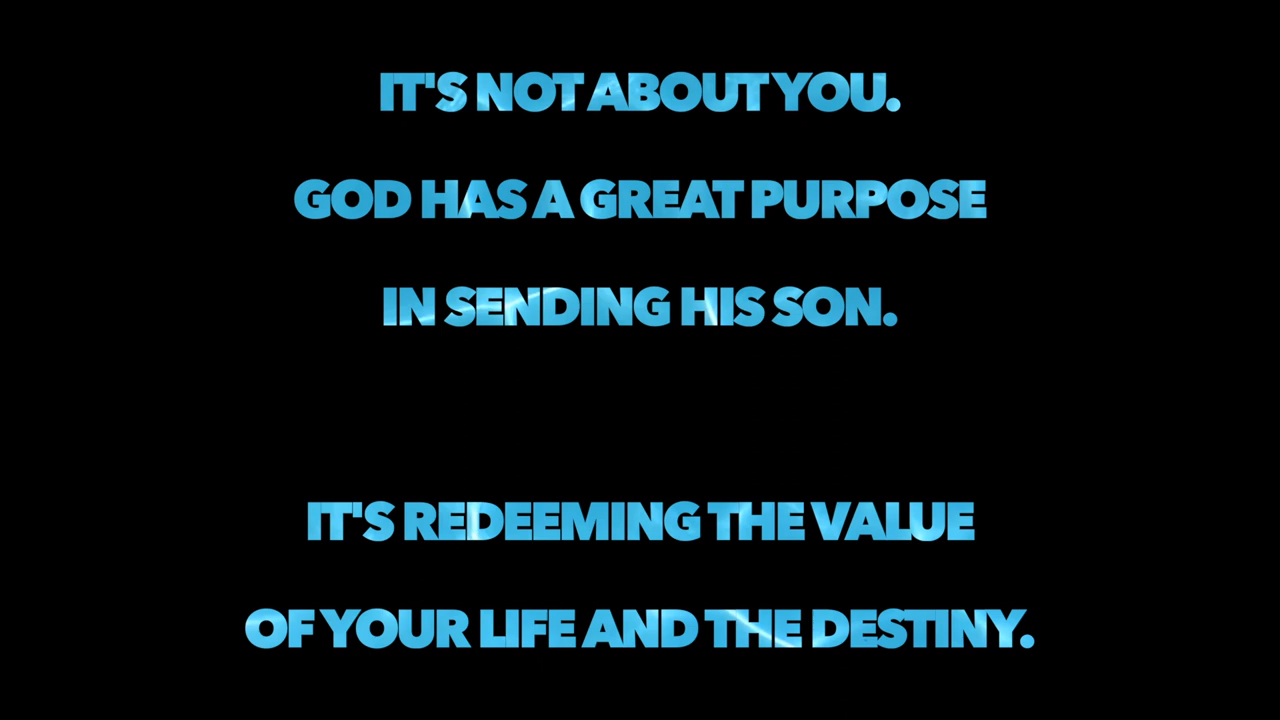 IT'S NOT ABOUT YOU.
GOD HAS A GREAT PURPOSE
IN SENDING HIS SON.
IT'S REDEEMING THE VALUE
OF YOUR LIFE AND THE DESTINY.